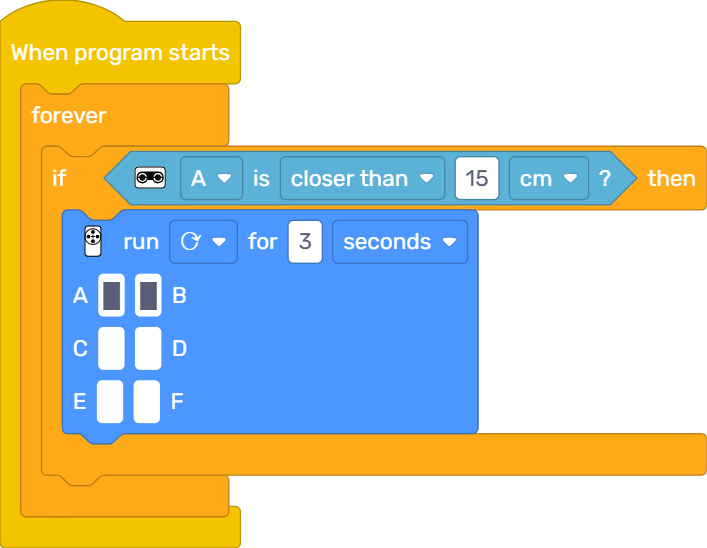 When program starts
forever
if A is closer than 15 cm ? then
run for 3 seconds
A B
C D
E F